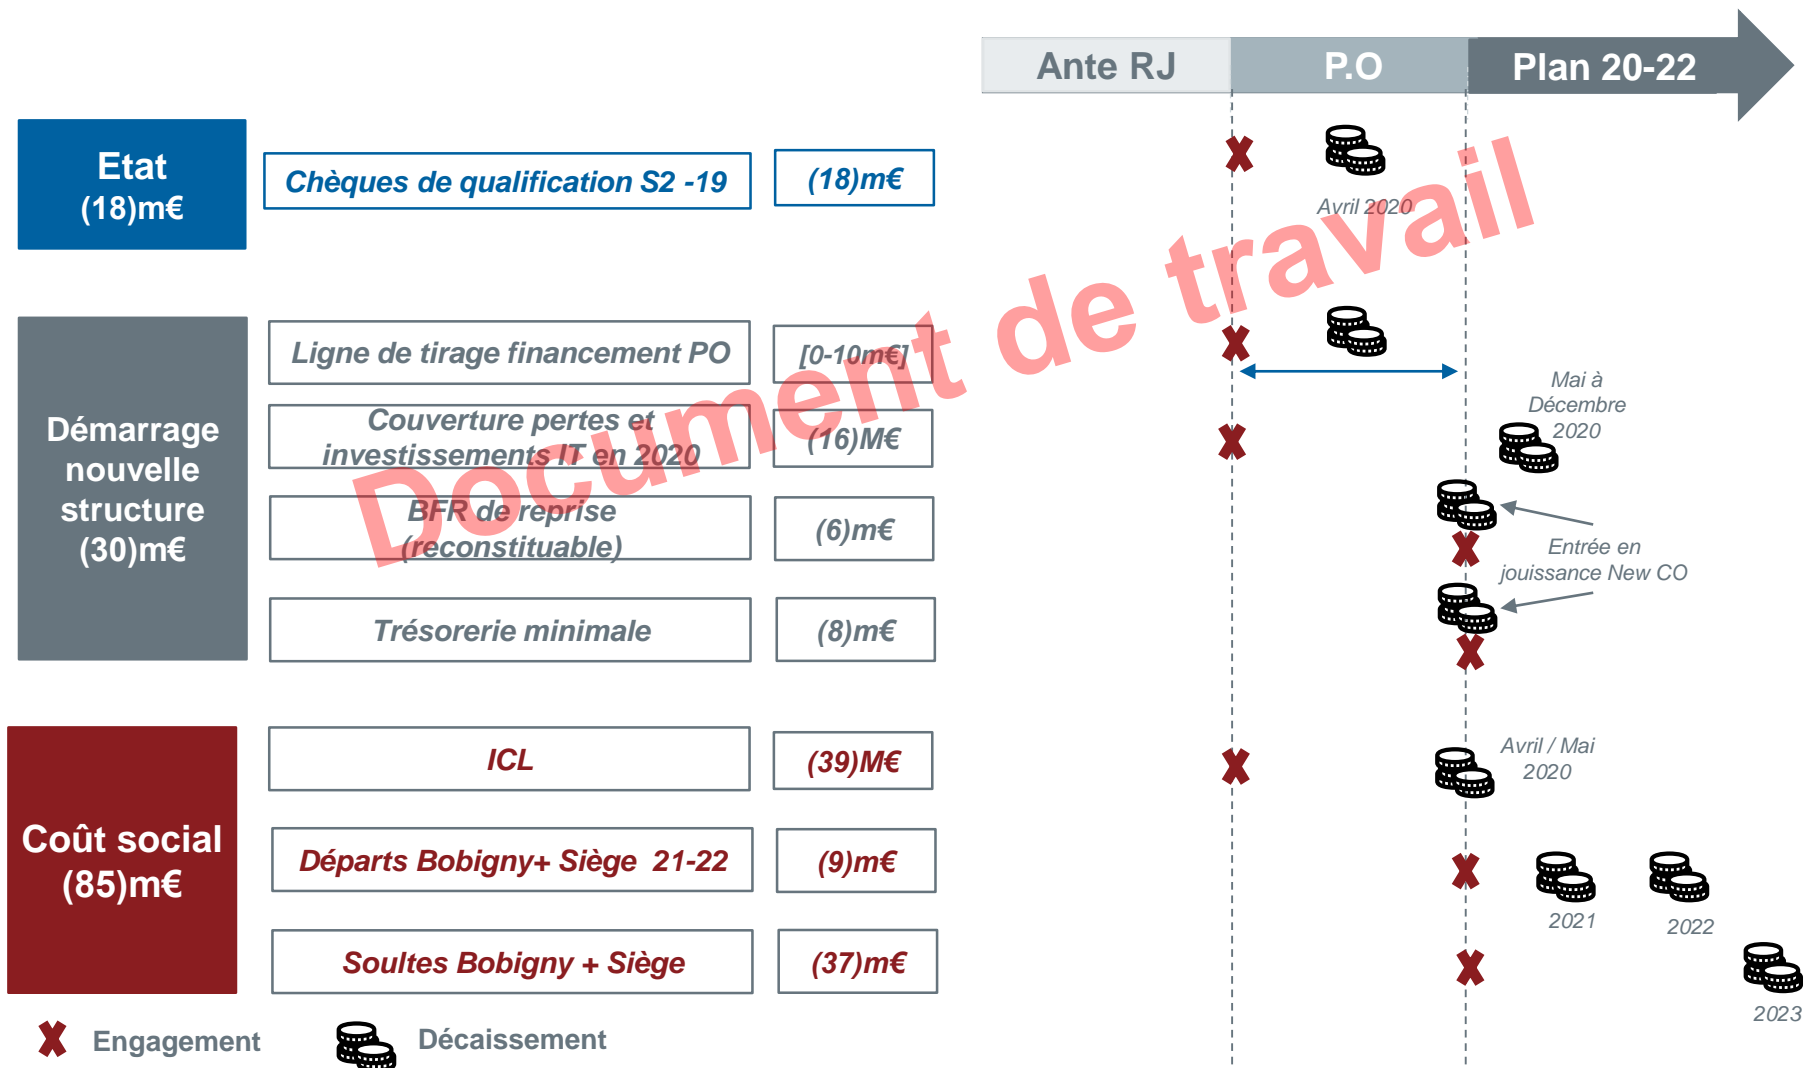 Ante RJ
P.O
Plan 20-22
Etat
(18)m€
Chèques de qualification S2 -19
(18)m€
Avril 2020
Démarrage
nouvelle
structure
(30)m€
Ligne de tirage financement PO
[0-10m€]
Couverture pertes et
investissements IT en 2020
(16)M€
Mai à
Décembre
2020
BFR de reprise
(reconstituable)
(6)m€
Entrée en
jouissance New CO
Trésorerie minimale
(8)m€
Coût social
(85)m€
ICL
(39)M€
Avril / Mai
2020
Départs Bobigny+ Siège 21-22
(9)m€
2021
2022
Soultes Bobigny + Siège
(37)m€
2023
Engagement
Décaissement
Document de travail